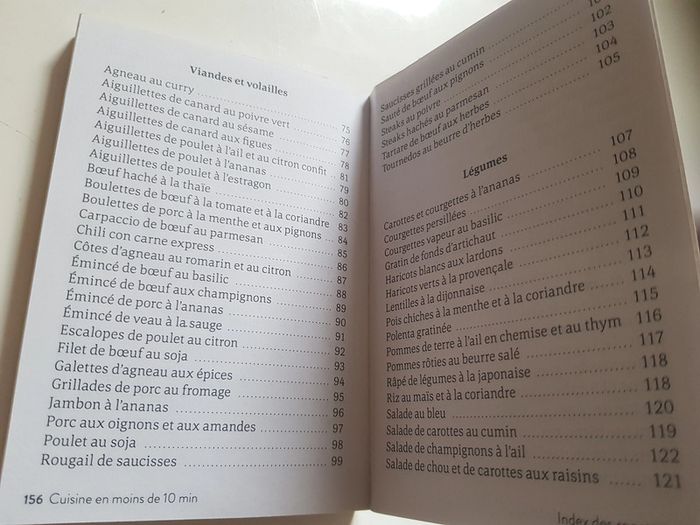 Viandes et volailles
Agneau au curry 75
Aiguillettes de canard au poivre vert 76
Aiguillettes de canard au sésame 77
Aiguillettes de canard aux figues 78
Aiguillettes de poulet à l'ail et au citron confit 81
Aiguillettes de poulet à l'ananas 79
Aiguillettes de poulet à l'estragon 80
Bœuf haché à la thaïe 82
Boulettes de bœuf à la tomate et à la coriandre 83
Boulettes de porc à la menthe et aux pignons 84
Carpaccio de bœuf au parmesan 85
Chili con carne express 86
Côtes d'agneau au romarin et au citron 87
Émincé de bœuf au basilic 88
Émincé de bœuf aux champignons 89
Émincé de porc à l'ananas 90
Émincé de veau à la sauge 91
Escalopes de poulet au citron 92
Filet de bœuf au soja 93
Galettes d'agneau aux épices 94
Grillades de porc au fromage 95
Jambon à l'ananas 96
Porc aux oignons et aux amandes 97
Poulet au soja 98
Rougail de saucisses 99
156 Cuisine en moins de 10 min
Saucisses grillées au cumin
Sauté de bœuf aux pignons
Steaks au poivre 102
Steaks hachés au parmesan 103
Tartare de bœuf aux herbes 104
Tournedos au beurre d'herbes 105
Légumes
Carottes et courgettes à l'ananas 107
Courgettes persillées 108
Courgettes vapeur au basilic 109
Gratin de fonds d'artichaut 110
Haricots blancs aux lardons 111
Haricots verts à la provençale 112
Lentilles à la dijonnaise 113
Pois chiches à la menthe et à la coriandre 114
Polenta gratinée 115
Pommes de terre à l'ail en chemise et au thym 116
Pommes rôties au beurre salé 117
Râpé de légumes à la japonaise 118
Riz au maïs et à la coriandre 118
Salade au bleu 120
Salade de carottes au cumin 119
Salade de champignons à l'ail 122
Salade de chou et de carottes aux raisins 121
Index des